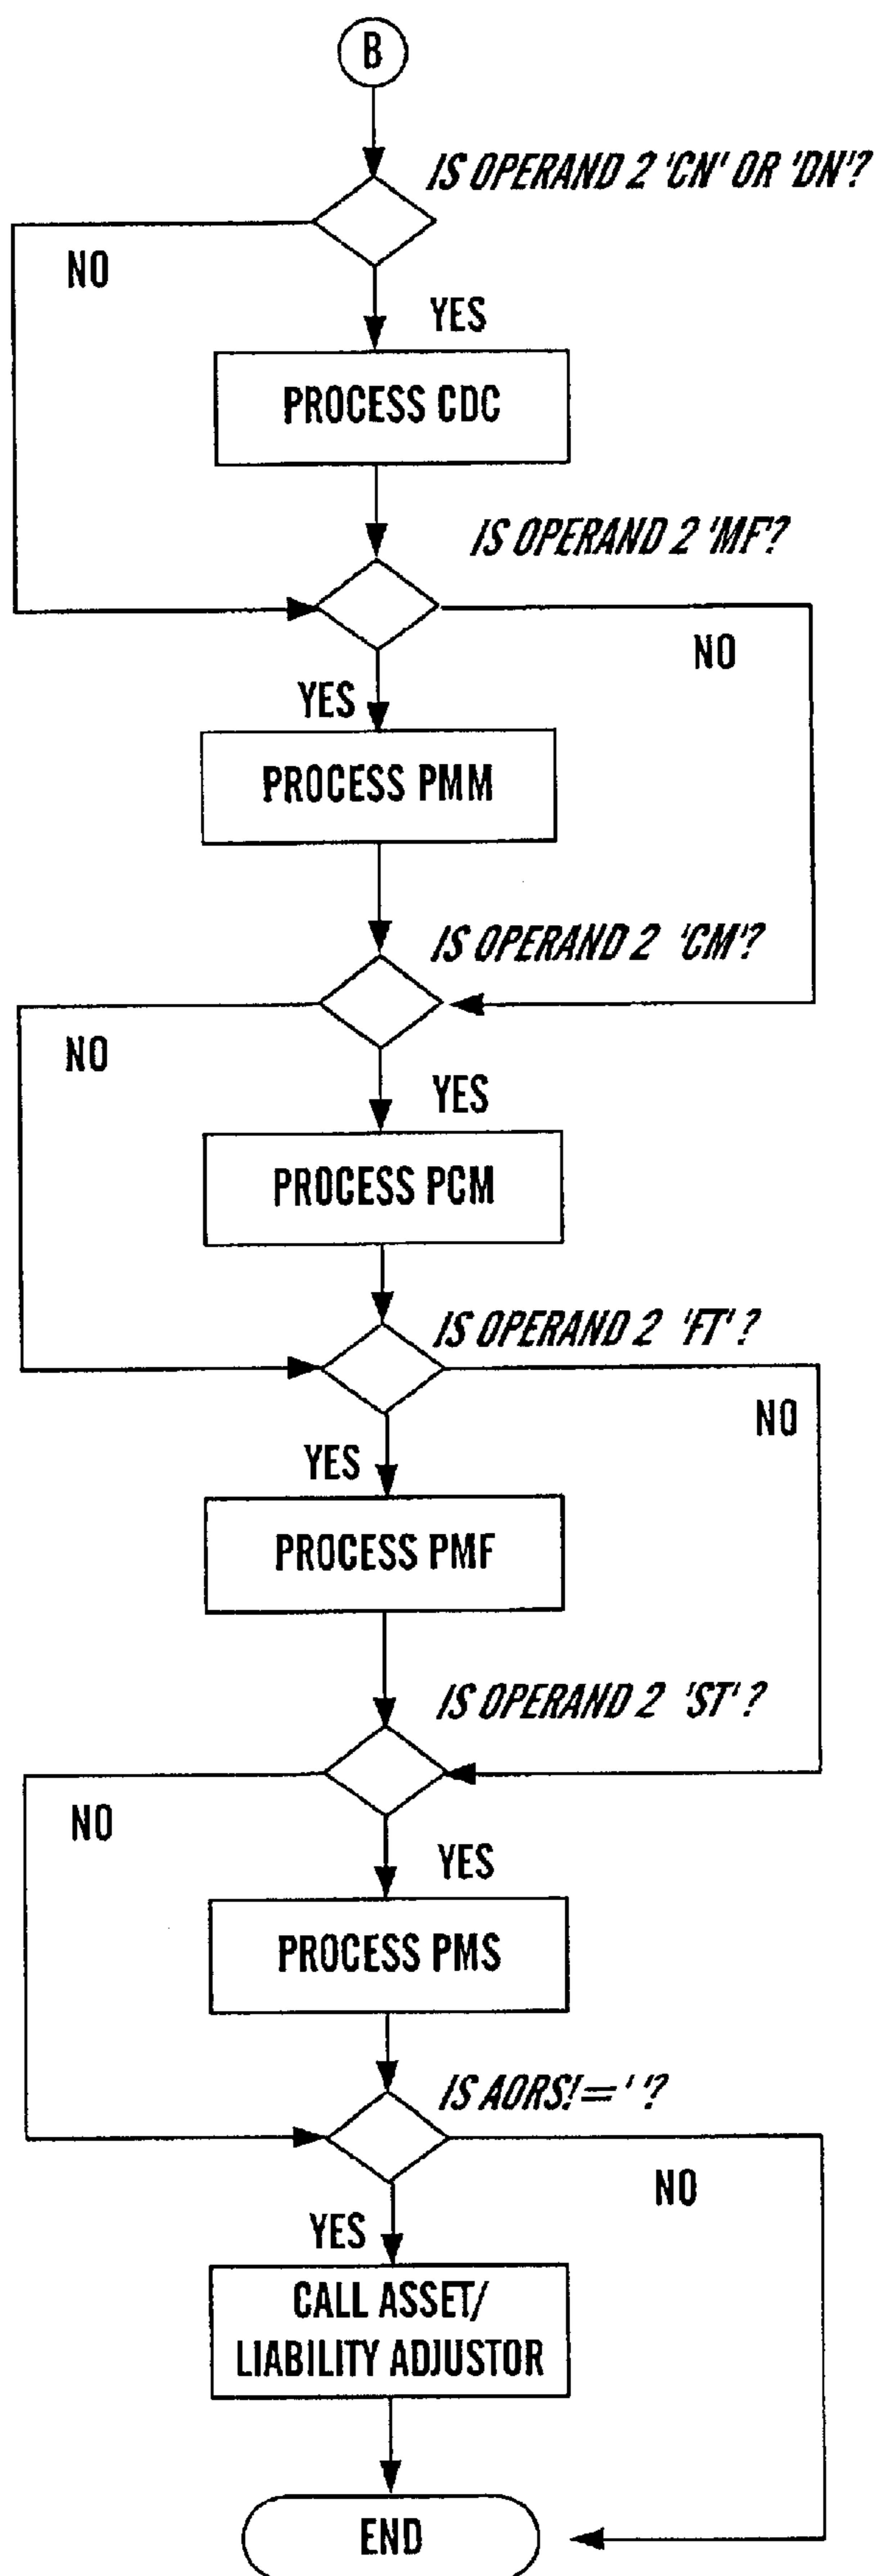 B
IS OPERAND 2 'CN' OR 'DN'?
NO
YES
PROCESS CDC
IS OPERAND 2 'MF'?
NO
YES
PROCESS PMM
IS OPERAND 2 'CM'?
NO
YES
PROCESS PCM
IS OPERAND 2 'FT' ?
NO
YES
PROCESS PMF
IS OPERAND 2 'ST' ?
NO
YES
PROCESS PMS
IS AORS!= ' '?
NO
YES
CALL ASSET/
LIABILITY ADJUSTOR
END